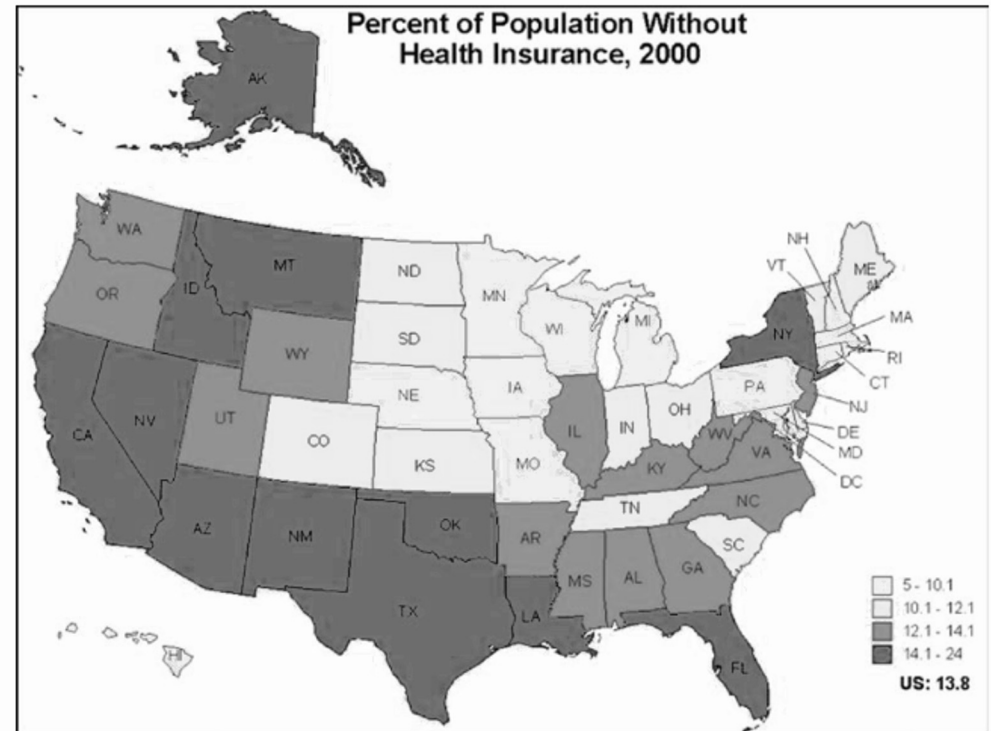 Percent of Population Without
Health Insurance, 2000
AK
WA
MT
ND
MN
NH
VT
ME
OR
ID
SD
WI
MI
NY
MA
RI
CT
WY
NE
IA
PA
NJ
NV
UT
CO
IL
IN
OH
DE
MD
DC
CA
KS
MO
KY
WV
VA
AZ
NM
OK
AR
TN
NC
SC
MS
AL
GA
TX
LA
FL
HI
5 - 10.1
10.1 - 12.1
12.1 - 14.1
14.1 - 24
US: 13.8